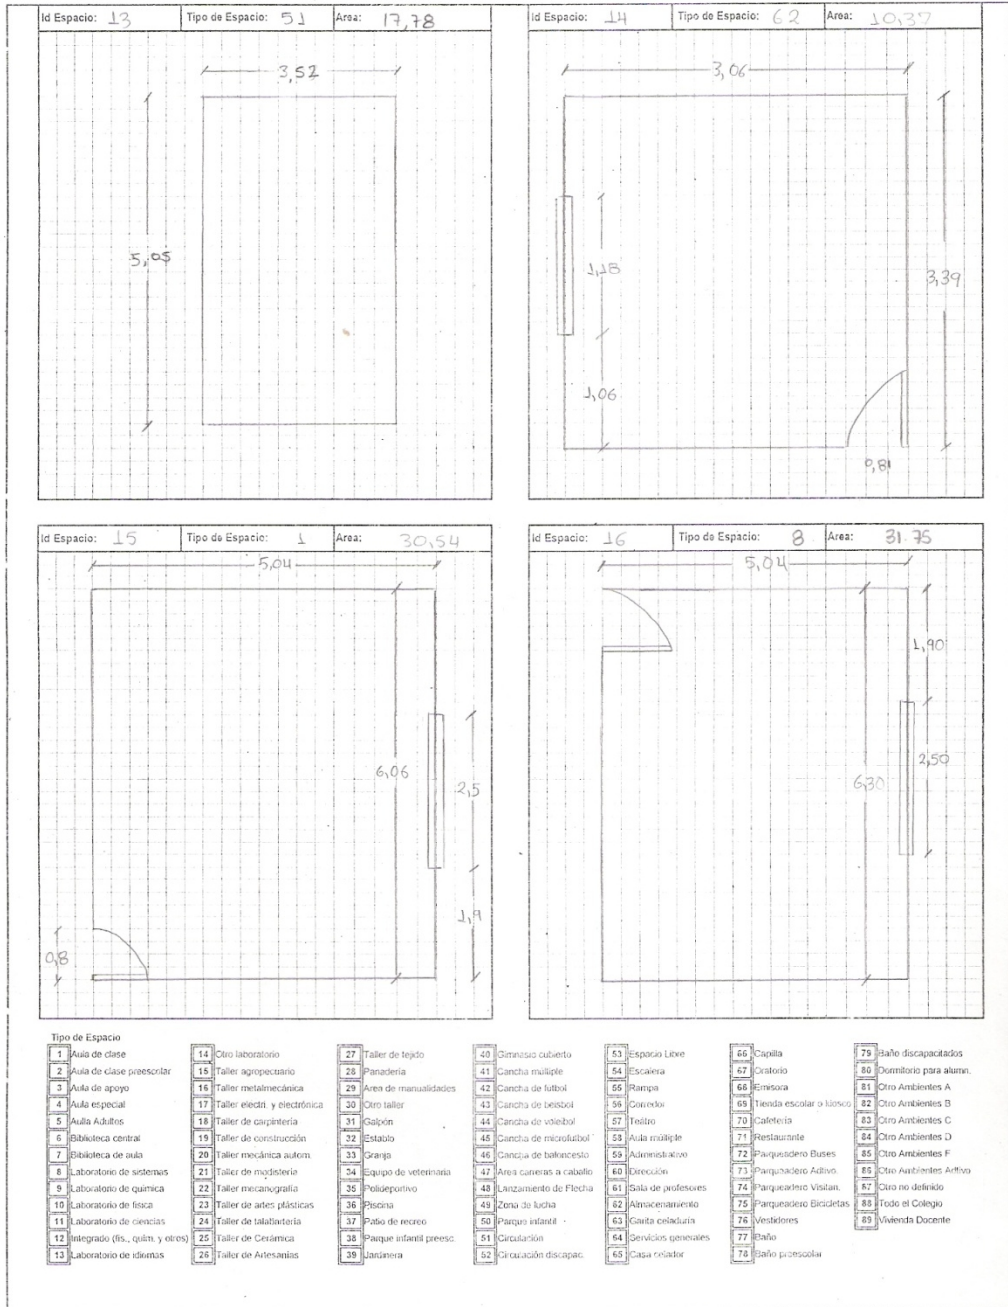 Id Espacio: 13 Tipo de Espacio: 51 Area: 17,78
3,52
5,05
Id Espacio: 14 Tipo de Espacio: 62 Area: 10,37
3,06
1,18
3,39
1,06
0,81
Id Espacio: 15 Tipo de Espacio: 1 Area: 30,54
5,04
6,06
2,5
1,9
0,8
Id Espacio: 16 Tipo de Espacio: 8 Area: 31.75
5,04
1,90
2,50
6,30
Tipo de Espacio
1 Aula de clase
2 Aula de clase preescolar
3 Aula de apoyo
4 Aula especial
5 Aulla Adultos
6 Biblioteca central
7 Biblioteca de aula
8 Laboratorio de sistemas
9 Laboratorio de quimica
10 Laboratorio de fisica
11 Laboratorio de ciencias
12 Integrado (fis., quim. y otros)
13 Laboratorio de idiomas
14 Otro laboratorio
15 Taller agropecuario
16 Taller metalmecánica
17 Taller electri. y electrónica
18 Taller de carpintería
19 Taller de construcción
20 Taller mecánica autom.
21 Taller de modistería
22 Taller mecanografía
23 Taller de artes plásticas
24 Taller de talabartería
25 Taller de Cerámica
26 Taller de Artesanías
27 Taller de tejido
28 Panadería
29 Area de manualidades
30 Otro taller
31 Galpón
32 Establo
33 Granja
34 Equipo de veterinaria
35 Polideportivo
36 Piscina
37 Patio de recreo
38 Parque infantil preesc.
39 Jardinera
40 Gimnasio cubierto
41 Cancha múltiple
42 Cancha de futbol
43 Cancha de beisbol
44 Cancha de voleibol
45 Cancha de microfutbol
46 Cancha de baloncesto
47 Area carreras a caballo
48 Lanzamiento de Flecha
49 Zona de lucha
50 Parque infantil
51 Circulación
52 Circulación discapac.
53 Espacio Libre
54 Escalera
55 Rampa
56 Corredor
57 Teatro
58 Aula múltiple
59 Administrativo
60 Dirección
61 Sala de profesores
62 Almacenamiento
63 Garita celaduría
64 Servicios generales
65 Casa celador
66 Capilla
67 Oratorio
68 Emisora
69 Tienda escolar o kiosco
70 Cafetería
71 Restaurante
72 Parqueadero Buses
73 Parqueadero Adtivo
74 Parqueadero Visitan.
75 Parqueadero Bicicletas
76 Vestidores
77 Baño
78 Baño preescolar
79 Baño discapacitados
80 Dormitorio para alumn.
81 Otro Ambientes A
82 Otro Ambientes B
83 Otro Ambientes C
84 Otro Ambientes D
85 Otro Ambientes F
86 Otro Ambientes Adtivo
87 Otro no definido
88 Todo el Colegio
89 Vivienda Docente